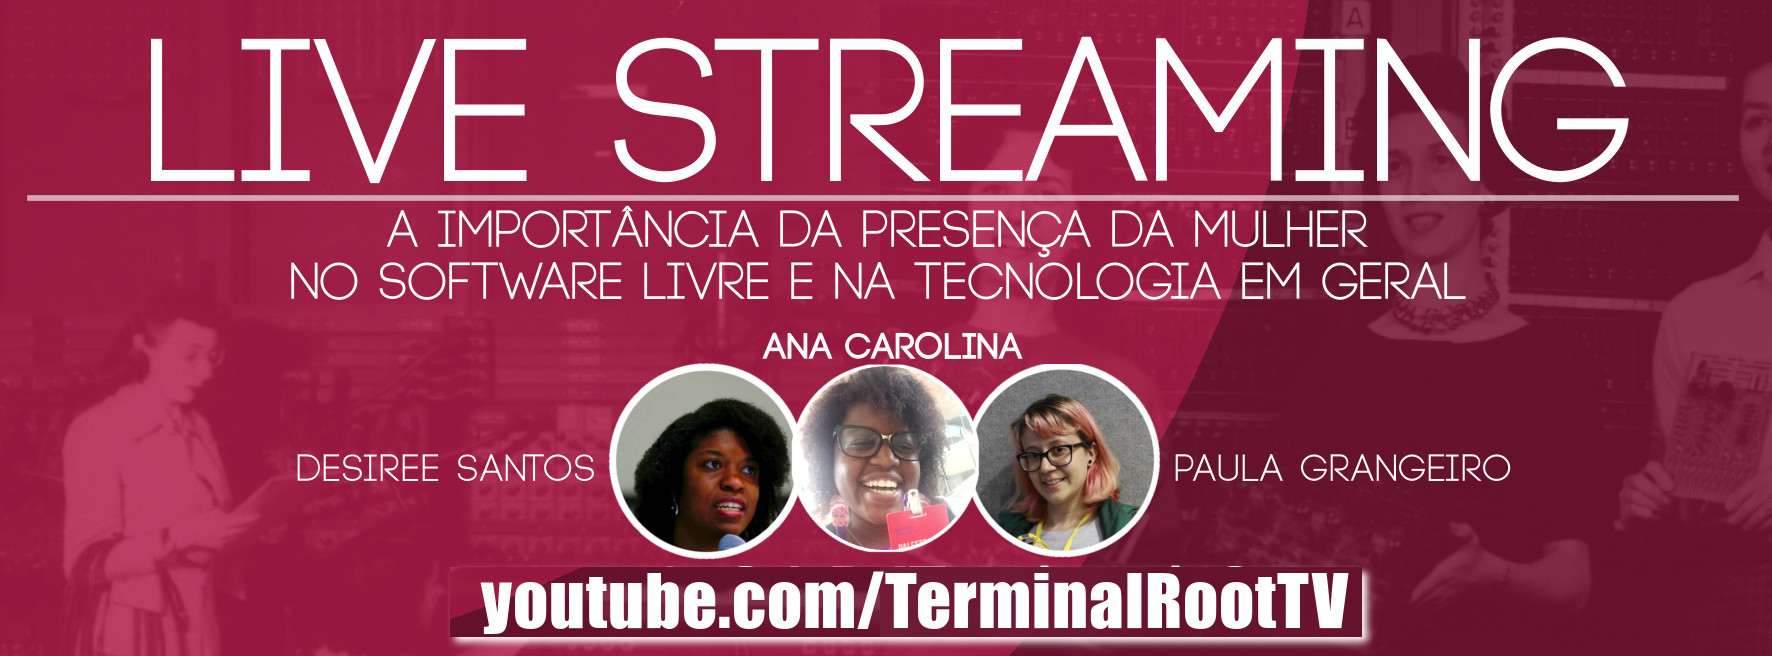 LIVE STREAMING
A IMPORTÂNCIA DA PRESENÇA DA MULHER
NO SOFTWARE LIVRE E NA TECNOLOGIA EM GERAL
ANA CAROLINA
DESIREE SANTOS
PAULA GRANGEIRO
youtube.com/TerminalRootTV